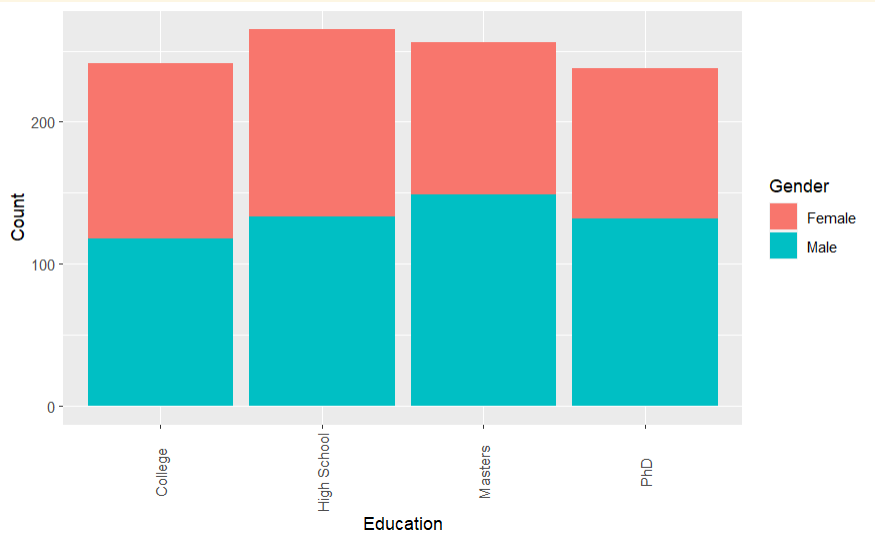 200
100
0
Count
College
High School
Masters
PhD
Education
Gender
Female
Male